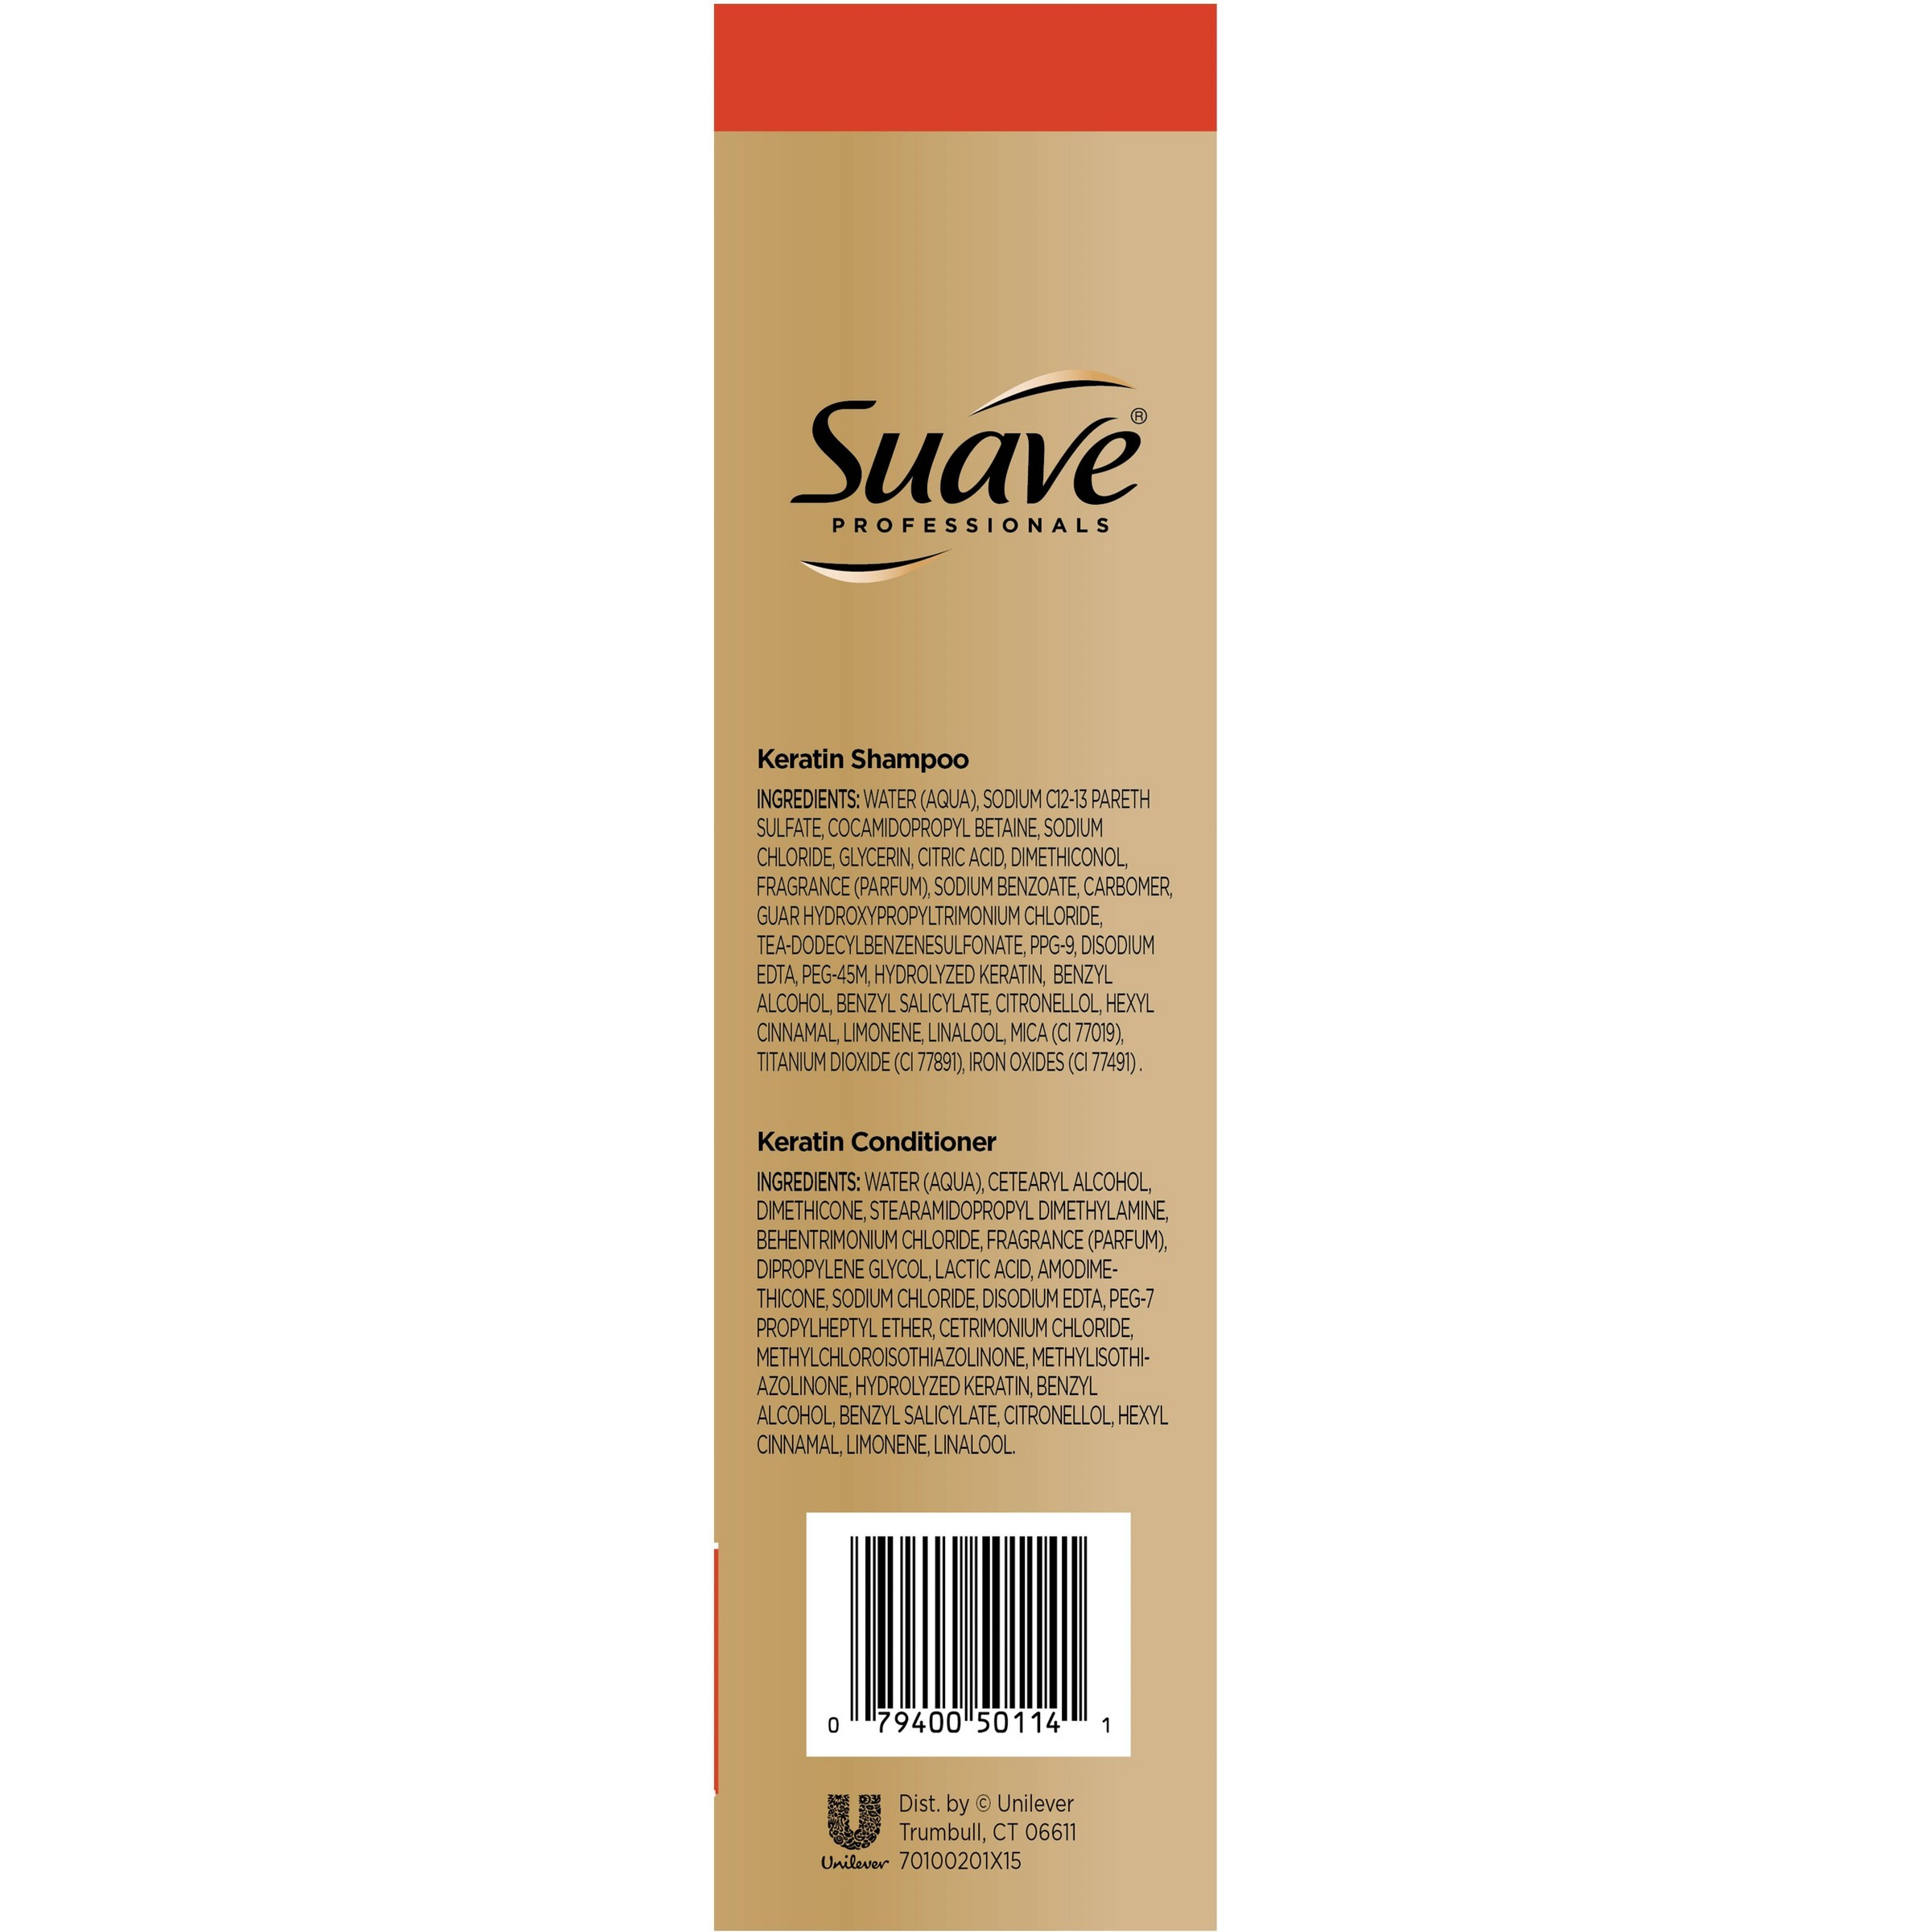 Suave®
PROFESSIONALS
Keratin Shampoo
INGREDIENTS: WATER (AQUA), SODIUM C12-13 PARETH
SULFATE, COCAMIDOPROPYL BETAINE, SODIUM
CHLORIDE, GLYCERIN, CITRIC ACID, DIMETHICONOL,
FRAGRANCE (PARFUM), SODIUM BENZOATE, CARBOMER,
GUAR HYDROXYPROPYLTRIMONIUM CHLORIDE,
TEA-DODECYLBENZENESULFONATE, PPG-9, DISODIUM
EDTA, PEG-45M, HYDROLYZED KERATIN, BENZYL
ALCOHOL, BENZYL SALICYLATE, CITRONELLOL, HEXYL
CINNAMAL, LIMONENE, LINALOOL, MICA (CI 77019),
TITANIUM DIOXIDE (CI 77891), IRON OXIDES (CI 77491) .
Keratin Conditioner
INGREDIENTS: WATER (AQUA), CETEARYL ALCOHOL,
DIMETHICONE, STEARAMIDOPROPYL DIMETHYLAMINE,
BEHENTRIMONIUM CHLORIDE, FRAGRANCE (PARFUM),
DIPROPYLENE GLYCOL, LACTIC ACID, AMODIME-
THICONE, SODIUM CHLORIDE, DISODIUM EDTA, PEG-7
PROPYLHEPTYL ETHER, CETRIMONIUM CHLORIDE,
METHYLCHLOROISOTHIAZOLINONE, METHYLISOTHI-
AZOLINONE, HYDROLYZED KERATIN, BENZYL
ALCOHOL, BENZYL SALICYLATE, CITRONELLOL, HEXYL
CINNAMAL, LIMONENE, LINALOOL.
0 79400 50114 1
Dist. by © Unilever
Trumbull, CT 06611
Unilever 70100201X15